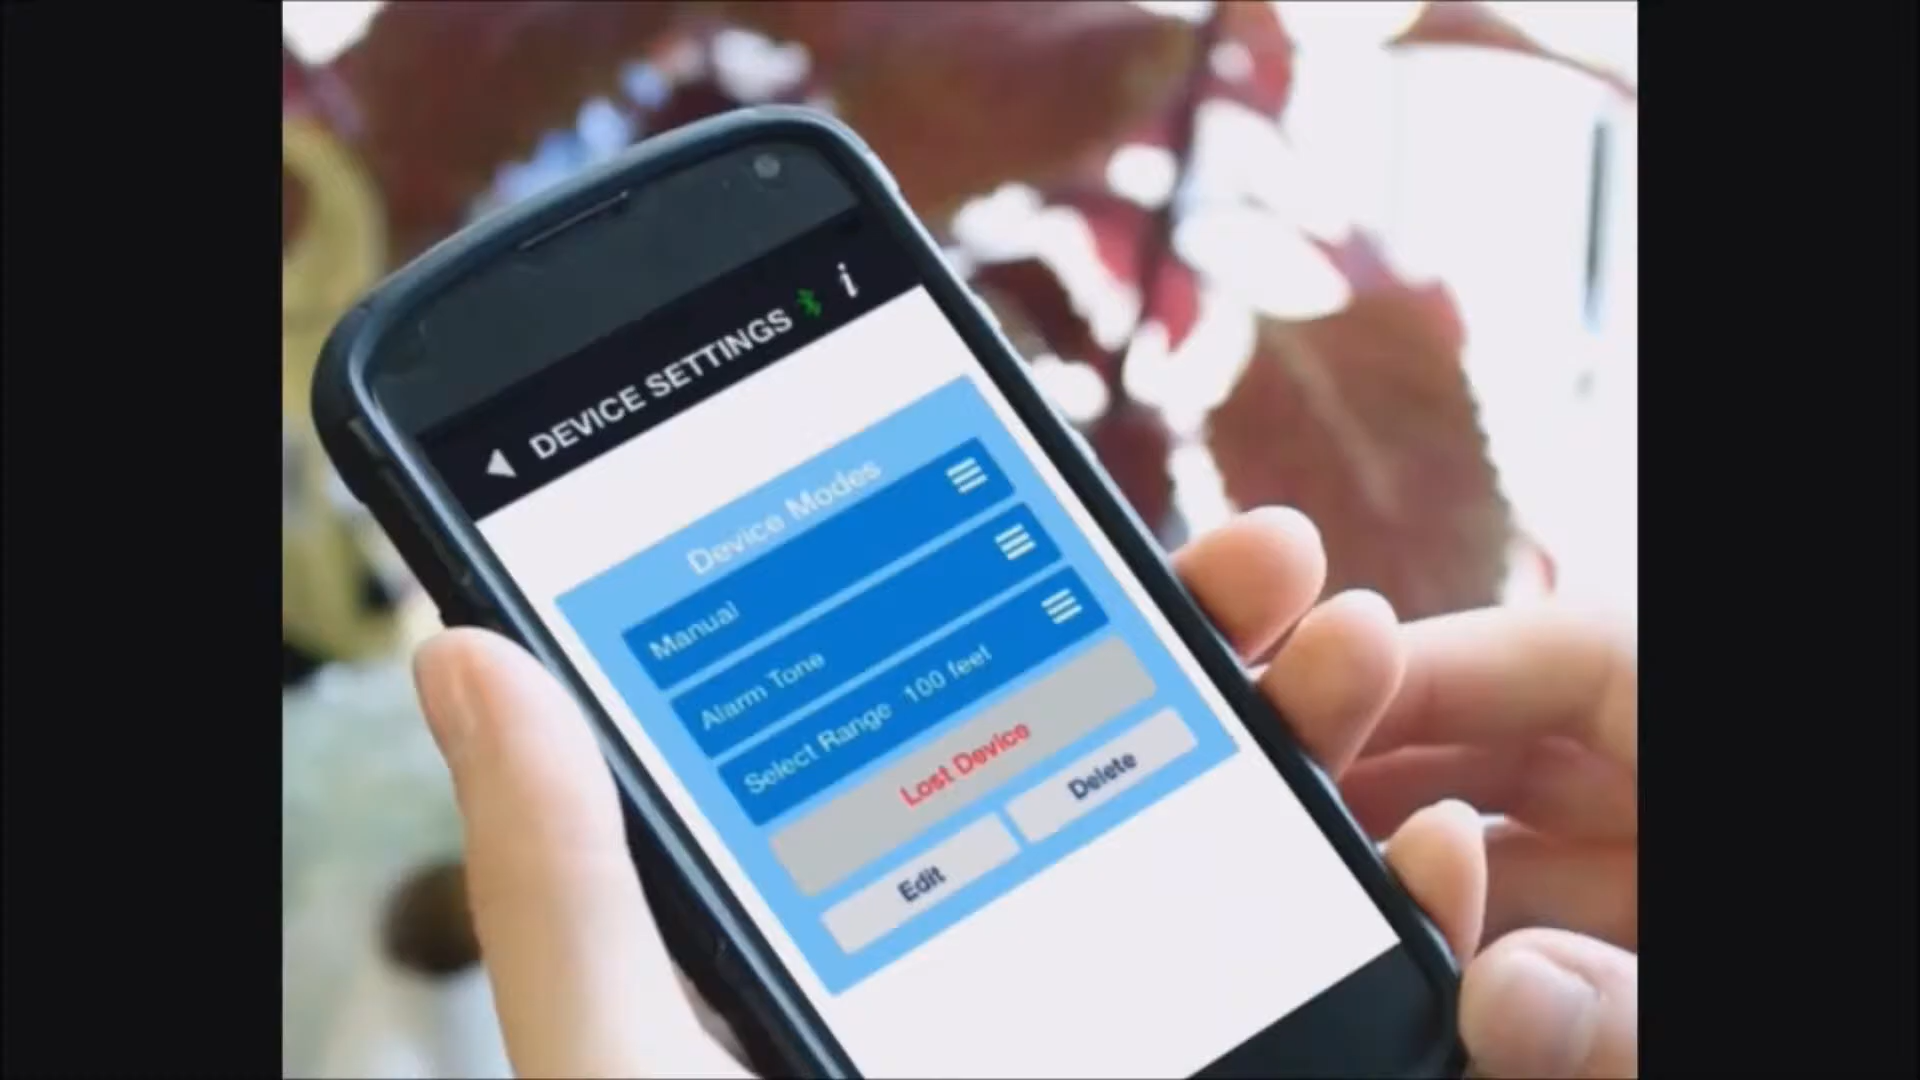 DEVICE SETTINGS i
Device Modes
Manual
Alarm Tone
Select Range 100 feet
Lost Device
Edit
Delete